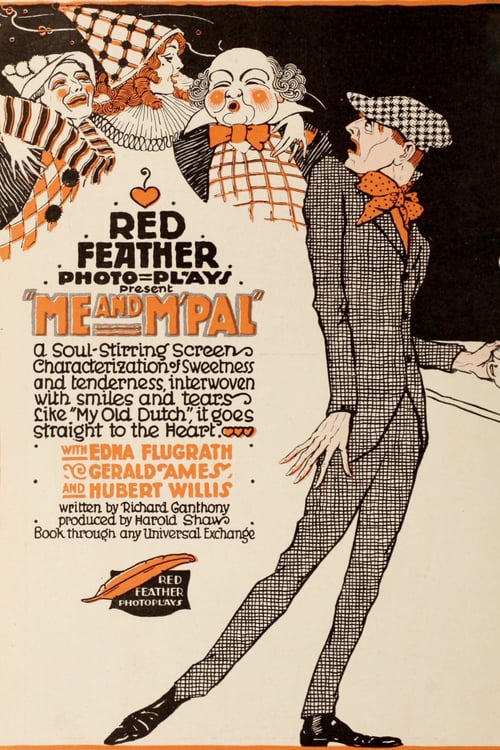 RED
FEATHER
PHOTO=PLAYS
present
"ME AND M'PAL"
a Soul-Stirring Screen
Characterization of Sweetness
and tenderness, interwoven
with smiles and tears
Like "My Old Dutch", it goes
straight to the Heart.
WITH EDNA FLUGRATH
GERALD AMES
AND HUBERT WILLIS
written by Richard Ganthony
produced by Harold Shaw
Book through any Universal Exchange
RED
FEATHER
PHOTOPLAYS